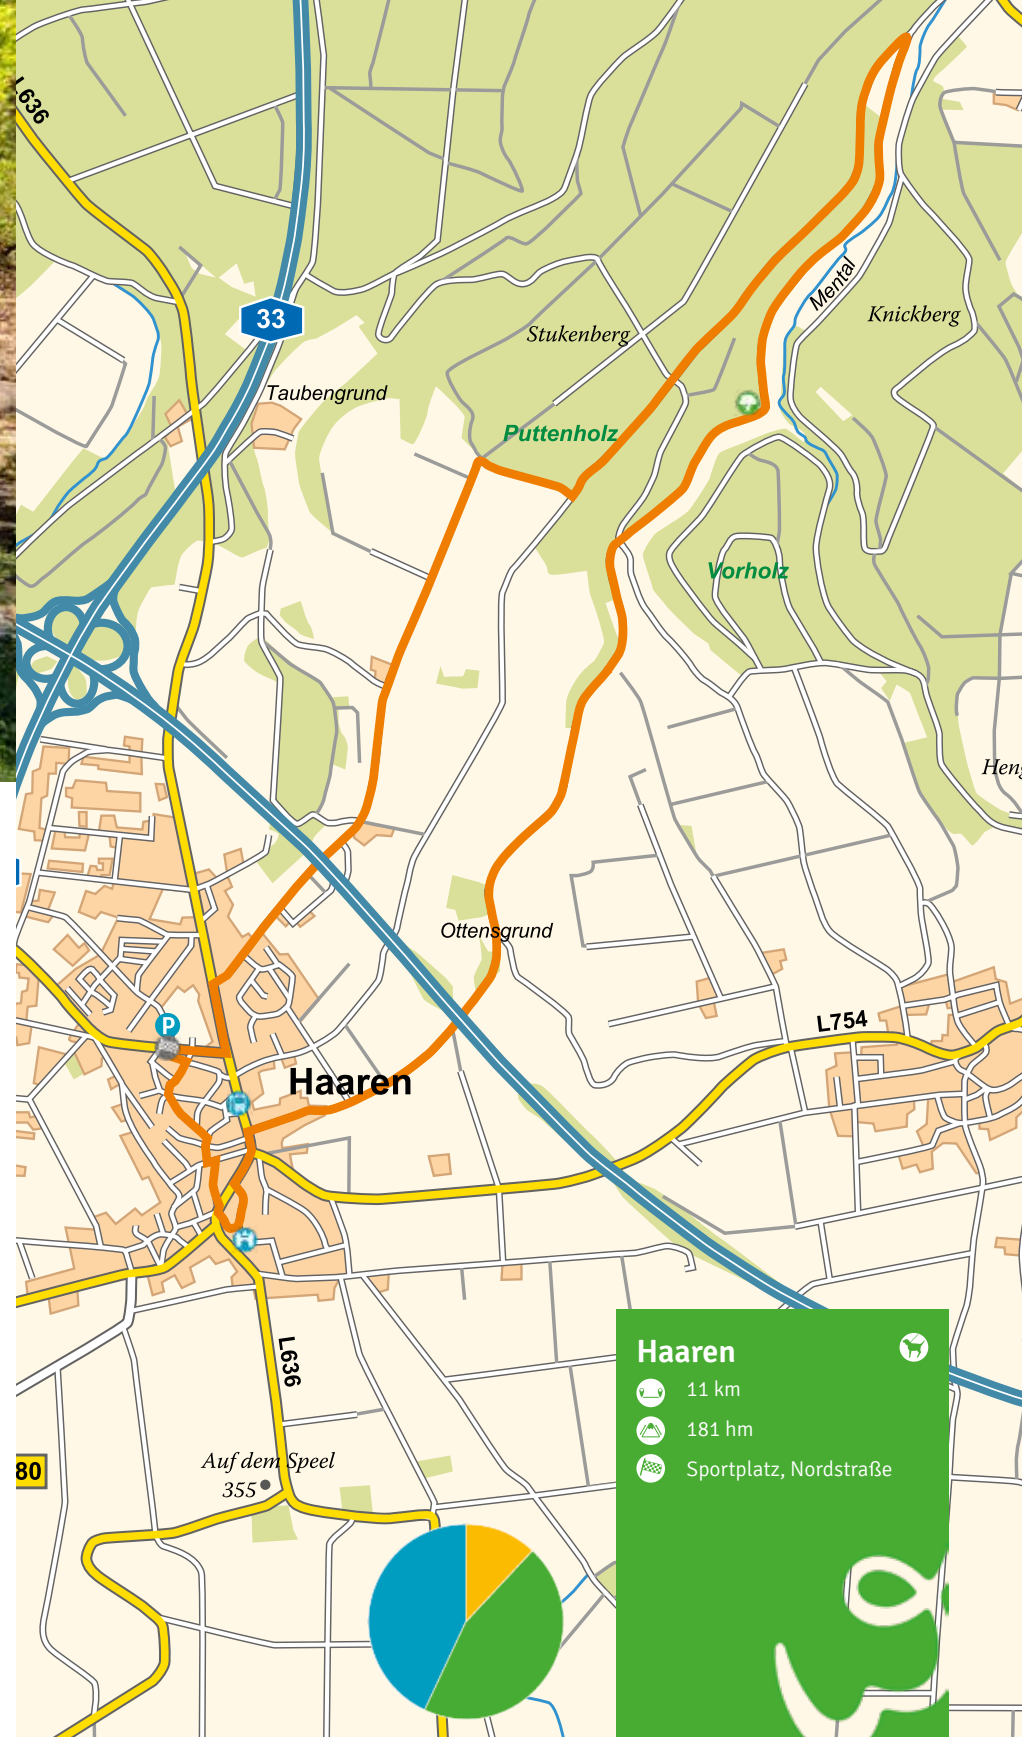 L636
33
Taubengrund
Stukenberg
Mental
Knickberg
Puttenholz
Vorholz
Heng
Ottensgrund
P
L754
Haaren
L636
Auf dem Speel
355
80
Haaren
11 km
181 hm
Sportplatz, Nordstraße